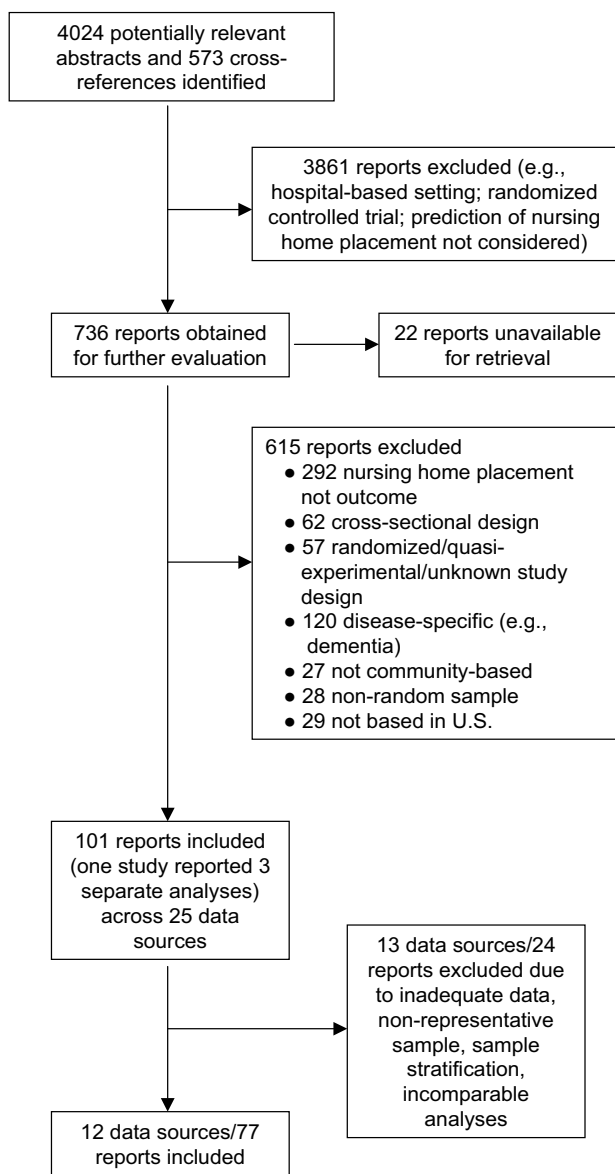 4024 potentially relevant
abstracts and 573 cross-
references identified
3861 reports excluded (e.g.,
hospital-based setting; randomized
controlled trial; prediction of nursing
home placement not considered)
736 reports obtained
for further evaluation
22 reports unavailable
for retrieval
615 reports excluded
● 292 nursing home placement
not outcome
● 62 cross-sectional design
● 57 randomized/quasi-
experimental/unknown study
design
● 120 disease-specific (e.g.,
dementia)
● 27 not community-based
● 28 non-random sample
● 29 not based in U.S.
101 reports included
(one study reported 3
separate analyses)
across 25 data
sources
13 data sources/24
reports excluded due
to inadequate data,
non-representative
sample, sample
stratification,
incomparable
analyses
12 data sources/77
reports included